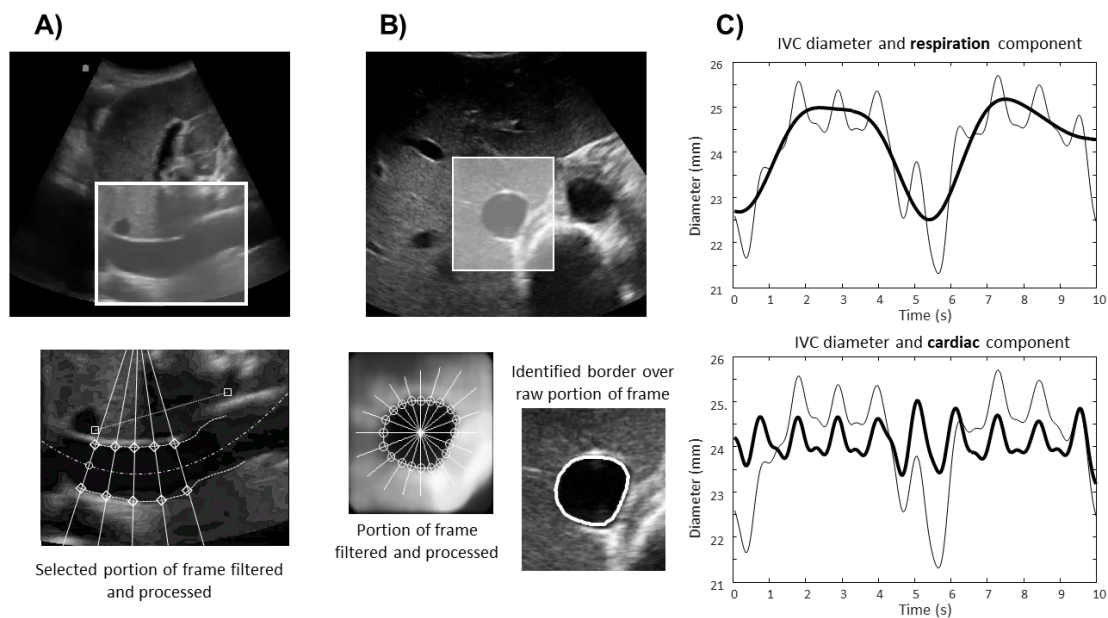 A)
B)
C)
IVC diameter and respiration component
26
25
24
23
22
21
Diameter (mm)
0 1 2 3 4 5 6 7 8 9 10
Time (s)
Selected portion of frame filtered
and processed
Portion of frame
filtered and processed
Identified border over
raw portion of frame
IVC diameter and cardiac component
26
25
24
23
22
21
Diameter (mm)
0 1 2 3 4 5 6 7 8 9 10
Time (s)